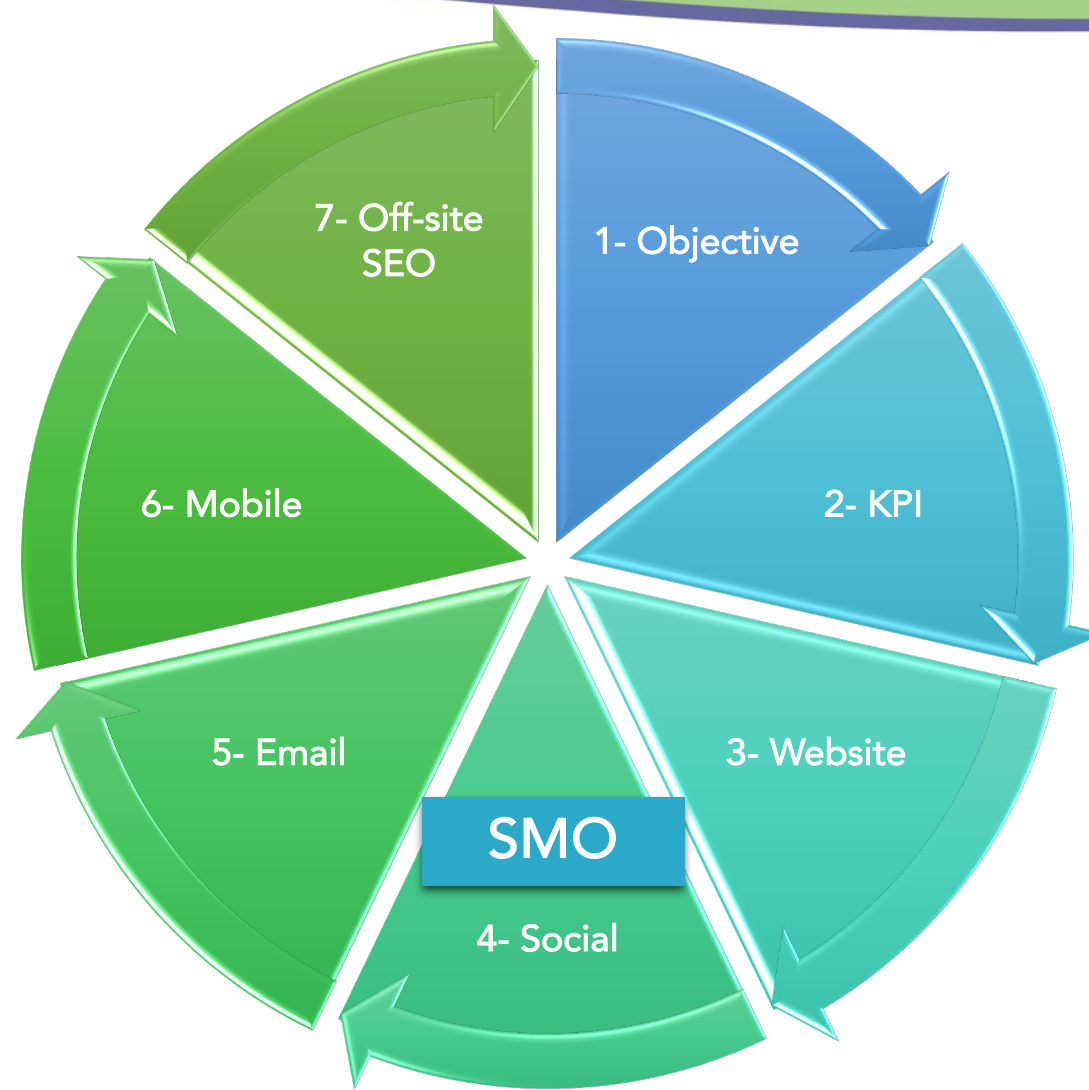 1- Objective
2- KPI
3- Website
SMO
4- Social
5- Email
6- Mobile
7- Off-site
SEO